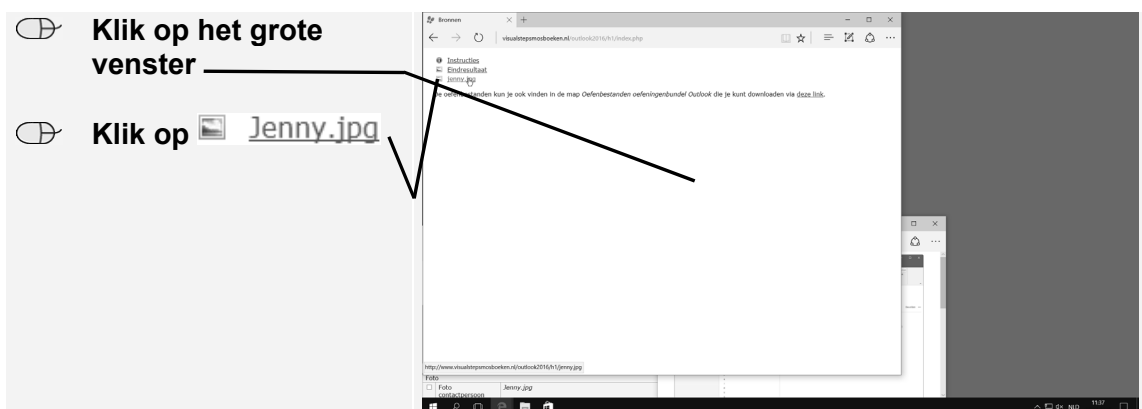 Klik op het grote
venster
Klik op Jenny.jpg
Bronnen
visualstepsmosboeken.nl/outlook2016/h1/index.php
Instructies
Eindresultaat
Jenny.jpg
De oefenbestanden kun je ook vinden in de map Oefenbestanden oefeningenbundel Outlook die je kunt downloaden via deze link.
http://www.visualstepsmosboeken.nl/outlook2016/h1/jenny.jpg
Foto
Foto Jenny.jpg
contactpersoon
NLD 11:37